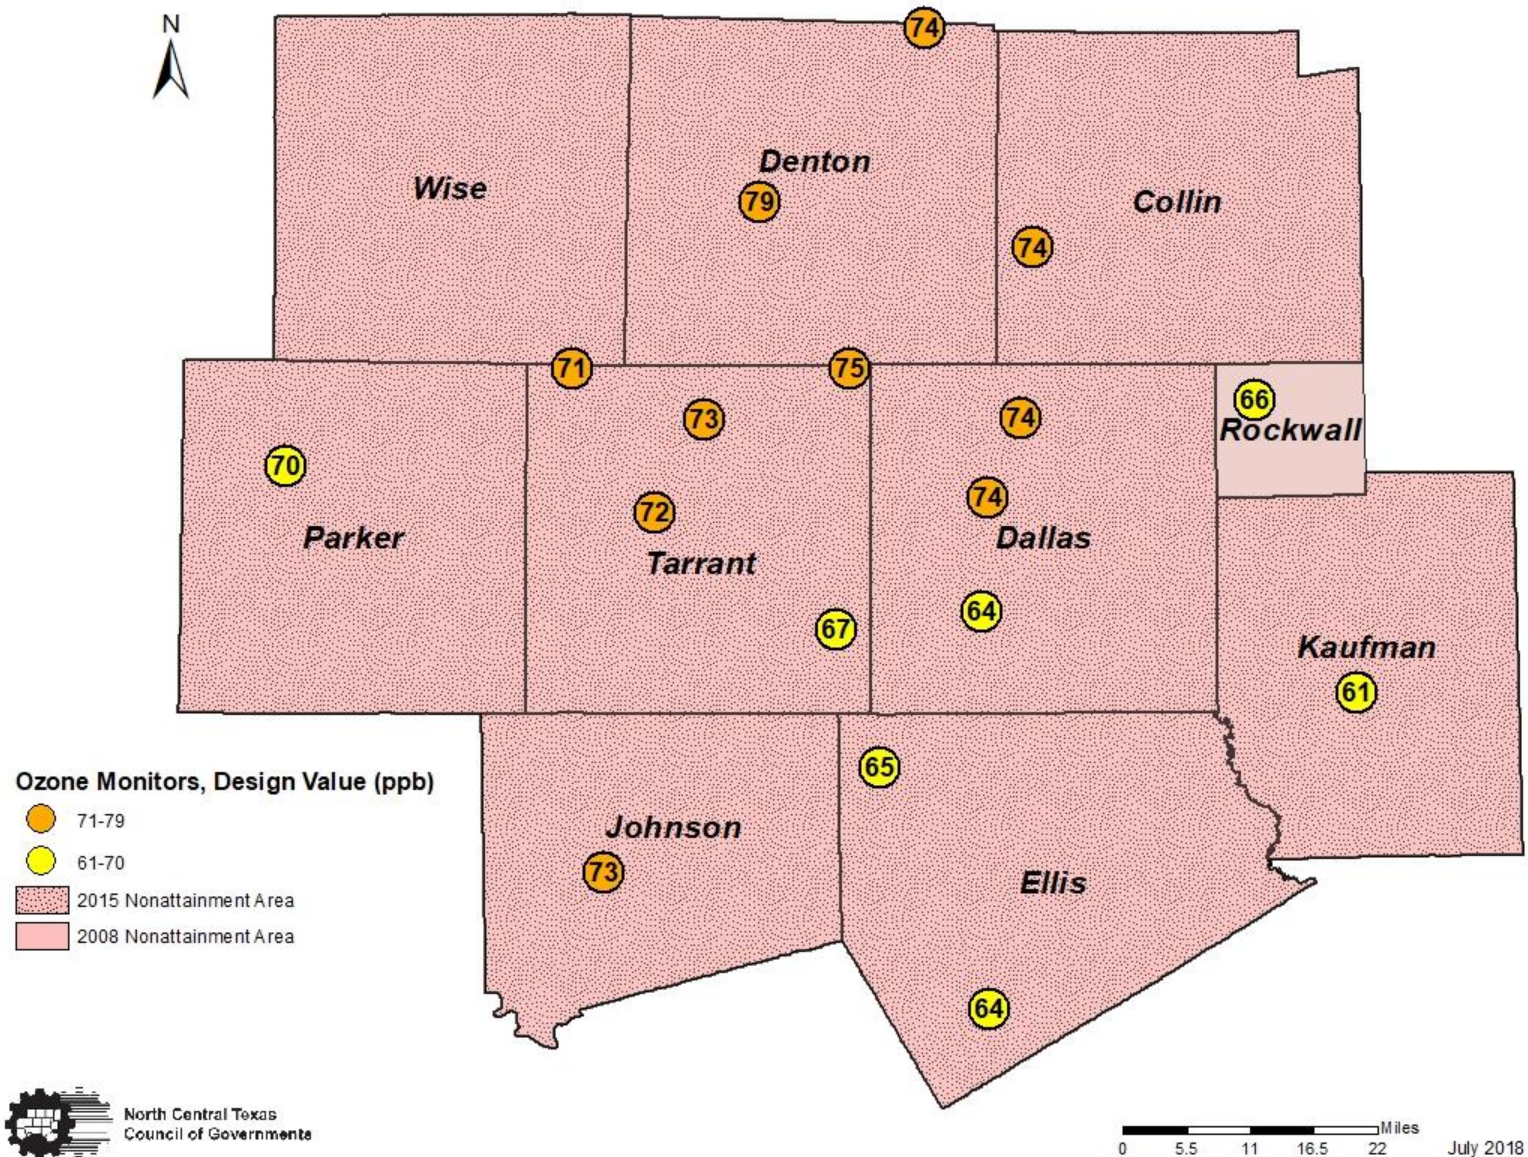 N
74
Denton
Wise
79
Collin
74
71
75
66
73
74
Rockwall
70
74
72
Parker
Dallas
Tarrant
64
67
Kaufman
61
65
Ozone Monitors, Design Value (ppb)
71-79
61-70
2015 Nonattainment Area
2008 Nonattainment Area
Johnson
73
Ellis
64
North Central Texas
Council of Governments
Miles
0 5.5 11 16.5 22
July 2018